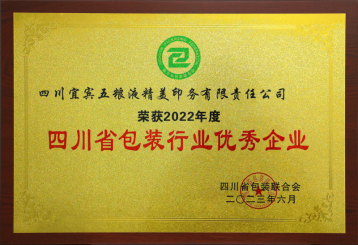 四川宜宾五粮液精美印务有限责任公司
荣获2022年度
四川省包装行业优秀企业
四川省包装联合会
二〇二三年六月